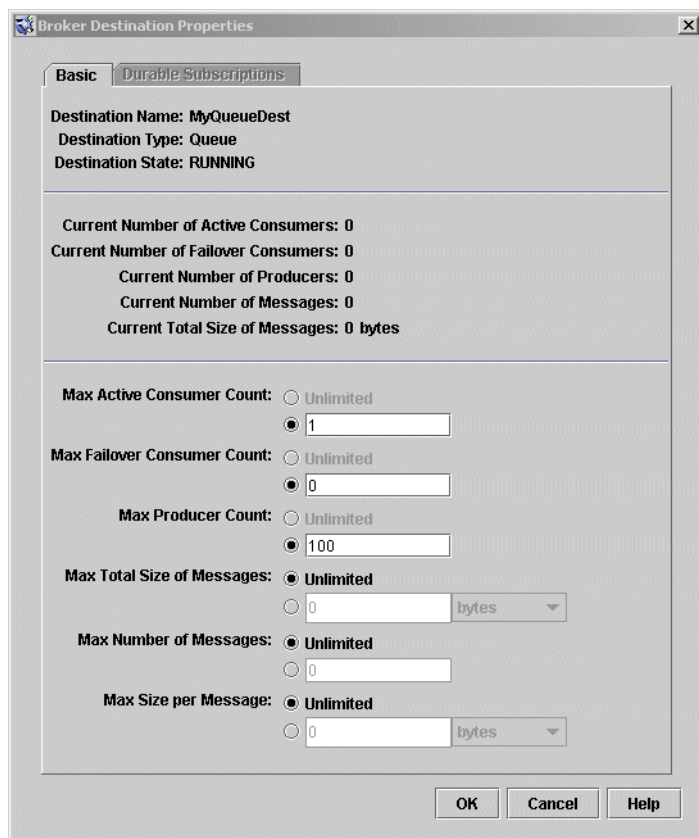 Broker Destination Properties
Basic
Durable Subscriptions
Destination Name: MyQueueDest
Destination Type: Queue
Destination State: RUNNING
Current Number of Active Consumers: 0
Current Number of Failover Consumers: 0
Current Number of Producers: 0
Current Number of Messages: 0
Current Total Size of Messages: 0 bytes
Max Active Consumer Count: Unlimited
1
Max Failover Consumer Count: Unlimited
0
Max Producer Count: Unlimited
100
Max Total Size of Messages: Unlimited
0 bytes
Max Number of Messages: Unlimited
0
Max Size per Message: Unlimited
0 bytes
OK Cancel Help